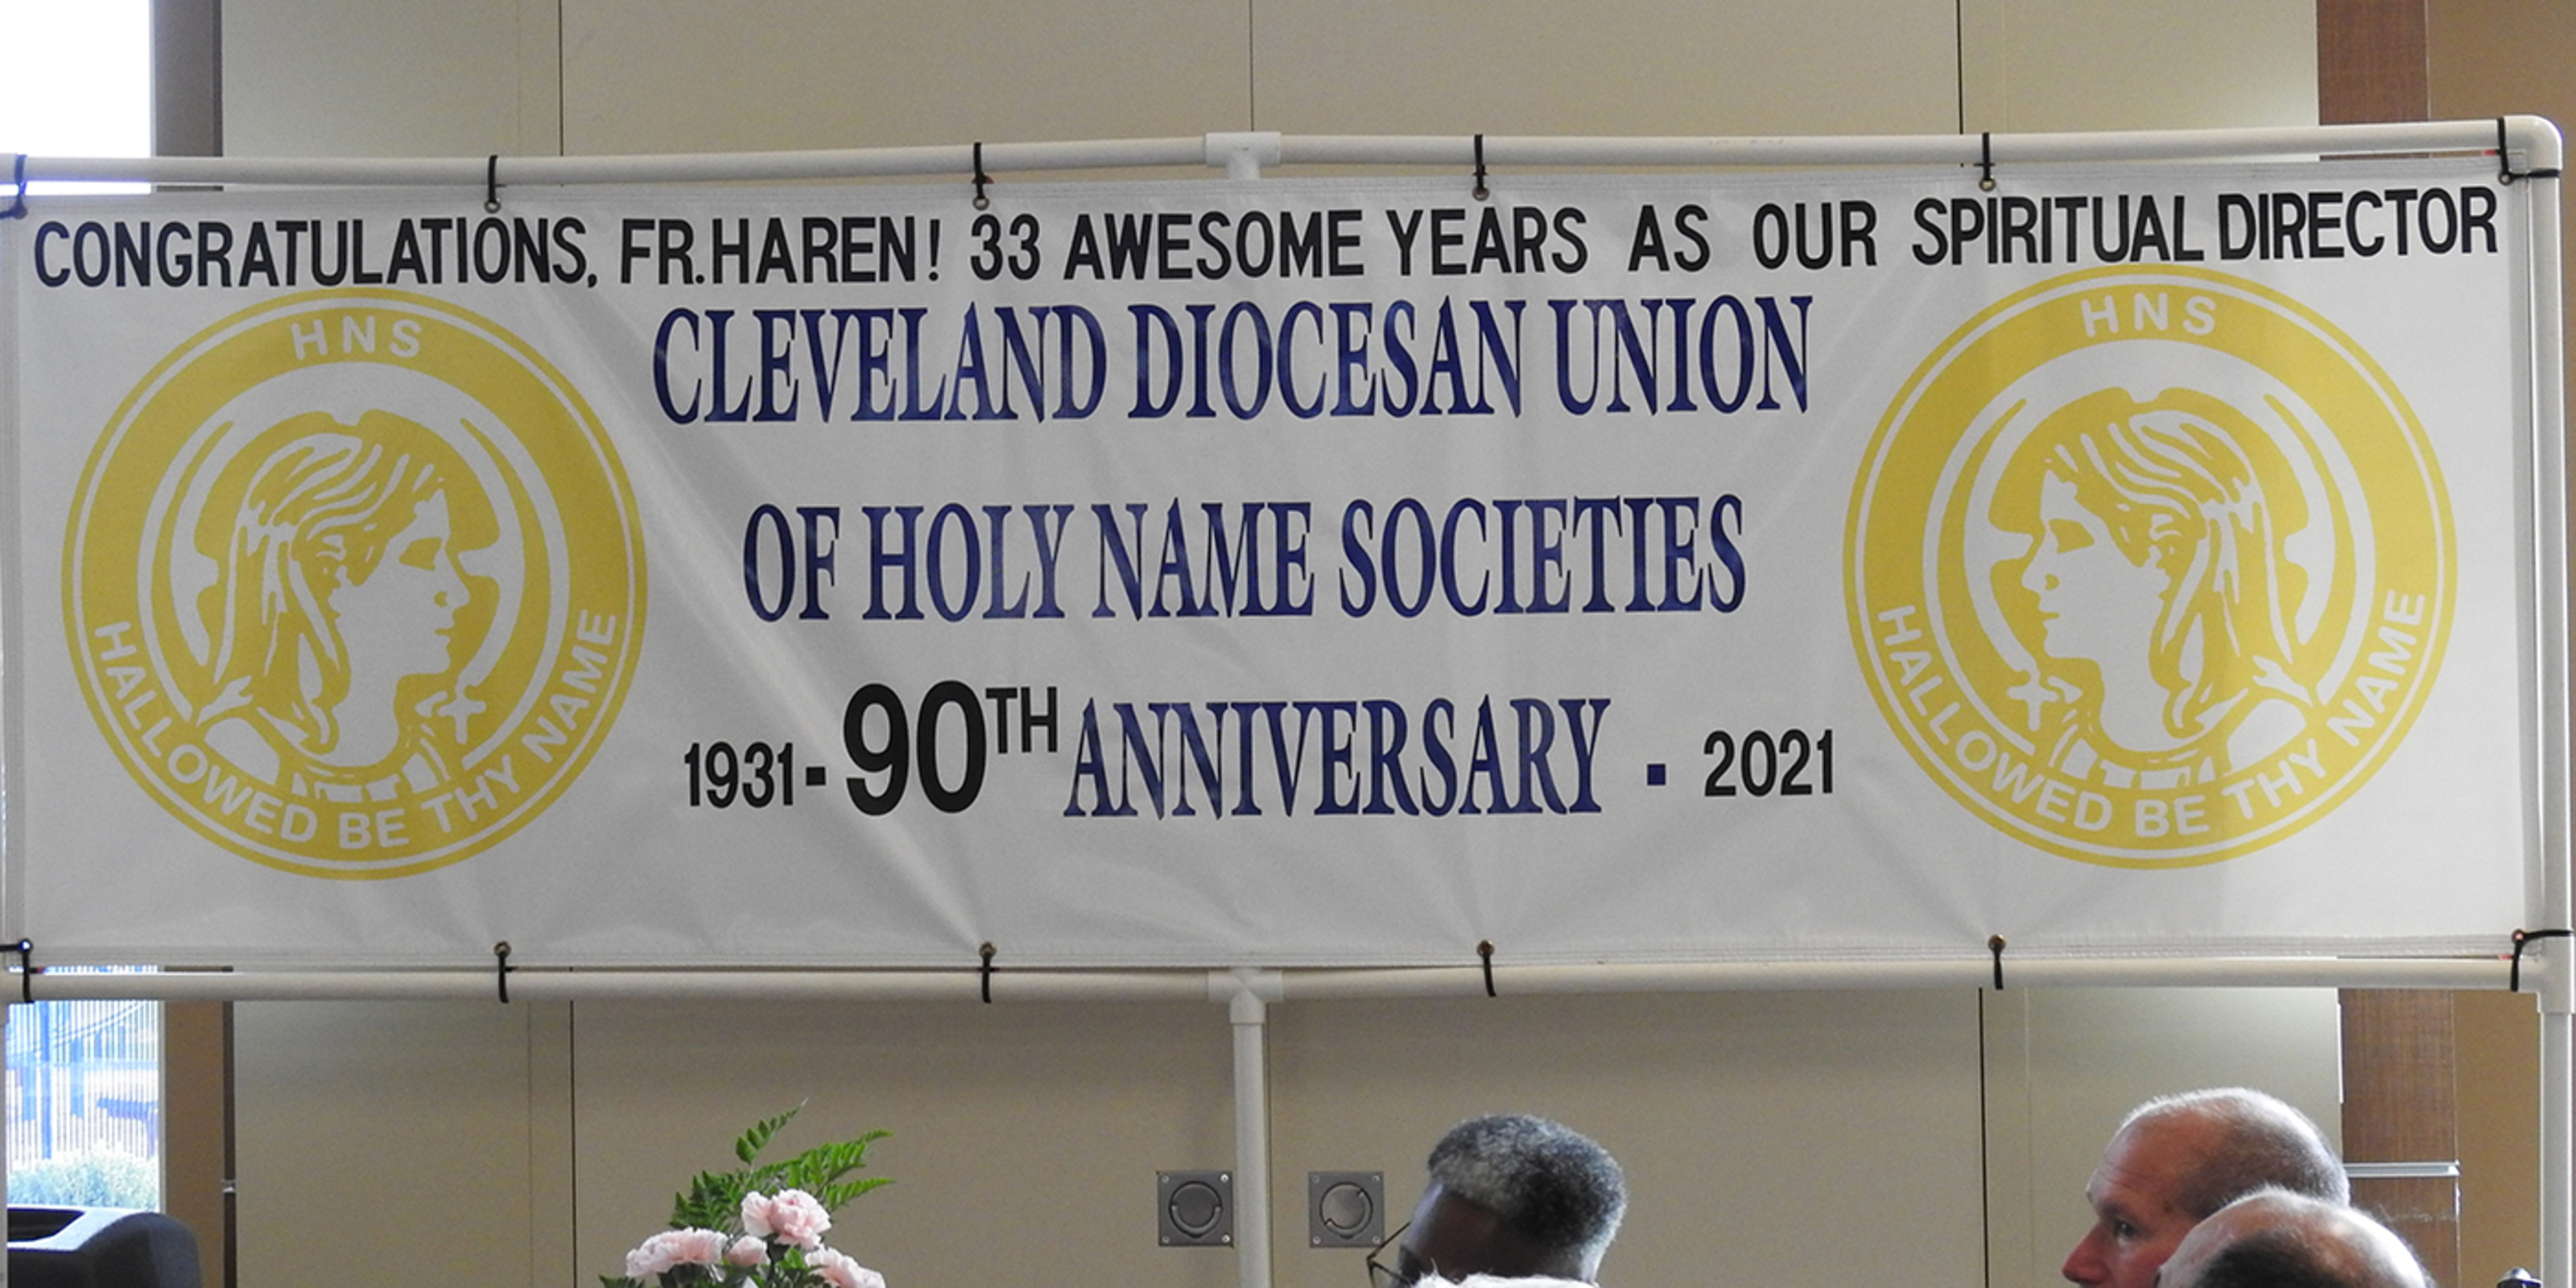 CONGRATULATIONS, FR.HAREN! 33 AWESOME YEARS AS OUR SPIRITUAL DIRECTOR
HNS
HALLOWED BE THY NAME
CLEVELAND DIOCESAN UNION
OF HOLY NAME SOCIETIES
1931-90TH ANNIVERSARY - 2021
HNS
HALLOWED BE THY NAME